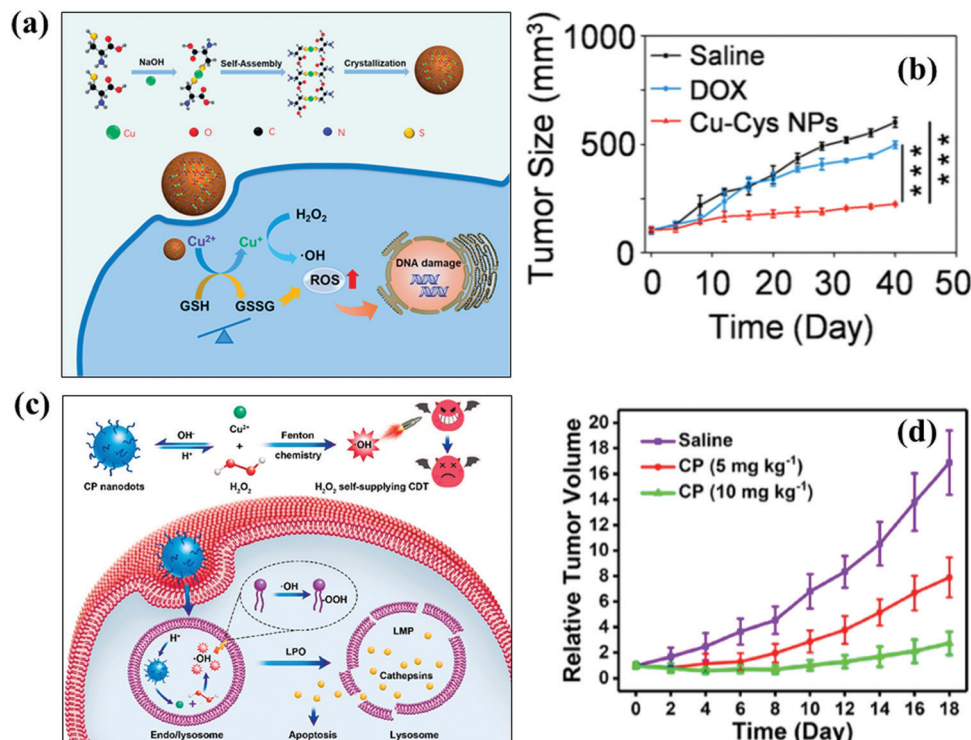 (a)
NaOH
Self-Assembly
Crystallization
Cu
O
C
N
S
H₂O₂
Cu²⁺
Cu⁺
·OH
DNA damage
ROS
GSH
GSSG
(b)
1000
500
0
Tumor Size (mm³)
Saline
DOX
Cu-Cys NPs
***
***
0 10 20 30 40 50
Time (Day)
(c)
CP nanodots
OH⁻
H⁺
Cu²⁺
+
H₂O₂
Fenton
chemistry
·OH
H₂O₂ self-supplying CDT
·OH
·OOH
H⁺
·OH
+
LPO
LMP
Cathepsins
Endo/lysosome
Apoptosis
Lysosome
(d)
20
18
16
14
12
10
8
6
4
2
0
Relative Tumor Volume
Saline
CP (5 mg kg⁻¹)
CP (10 mg kg⁻¹)
0 2 4 6 8 10 12 14 16 18
Time (Day)